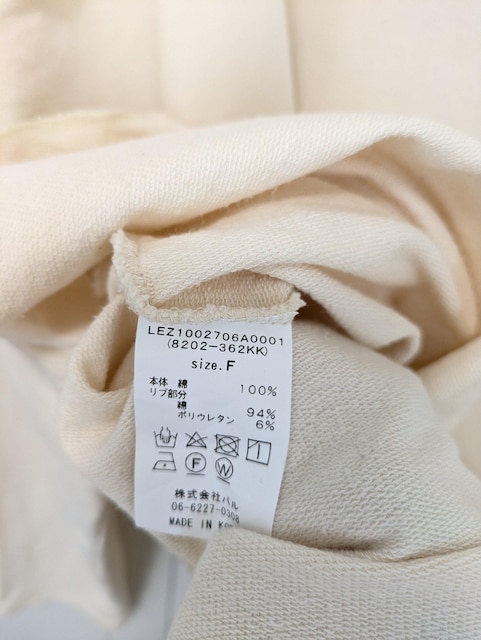 LEZ1002706A0001
(8202-362KK)
size.F
本体 綿 100%
リブ部分
綿 94%
ポリウレタン 6%
F W
株式会社パル
06-6227-0308
MADE IN